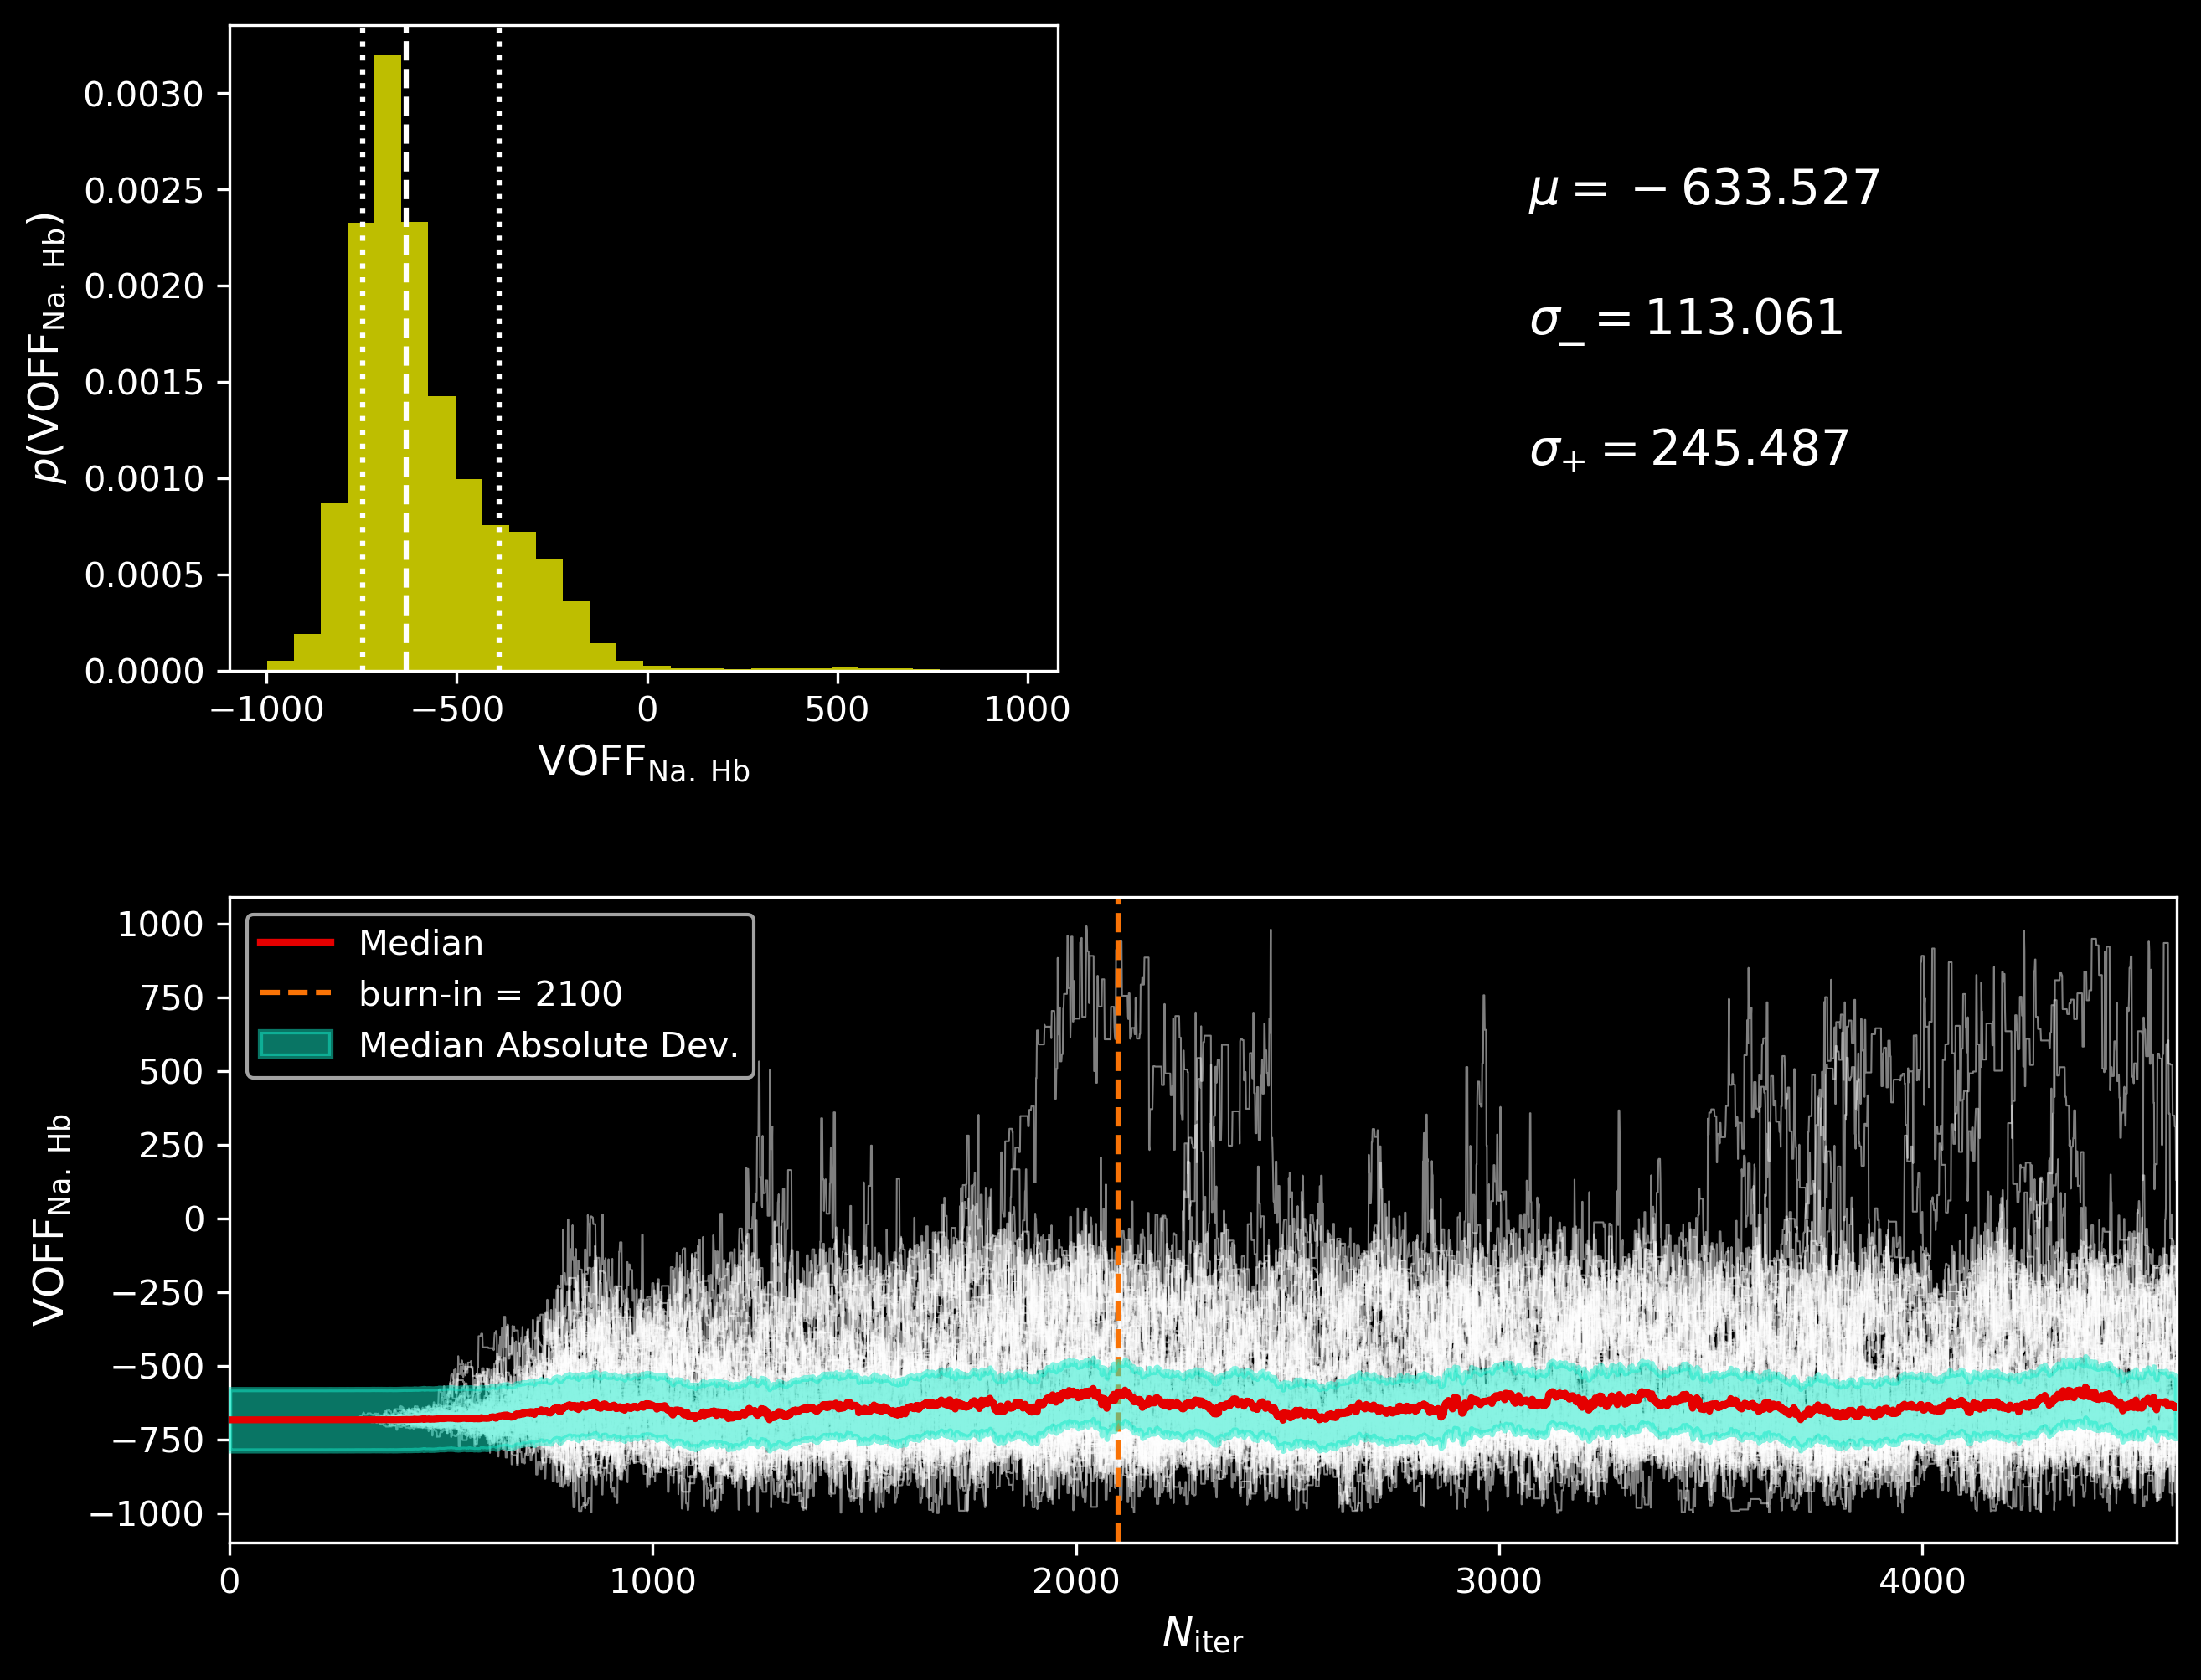 0.0030
0.0025
0.0020
0.0015
0.0010
0.0005
0.0000
p(VOFF_Na. Hb)
−1000 −500 0 500 1000
VOFF_Na. Hb
μ = −633.527
σ_− = 113.061
σ_+ = 245.487
1000
750
500
250
0
−250
−500
−750
−1000
VOFF_Na. Hb
Median
burn-in = 2100
Median Absolute Dev.
0 1000 2000 3000 4000
N_iter